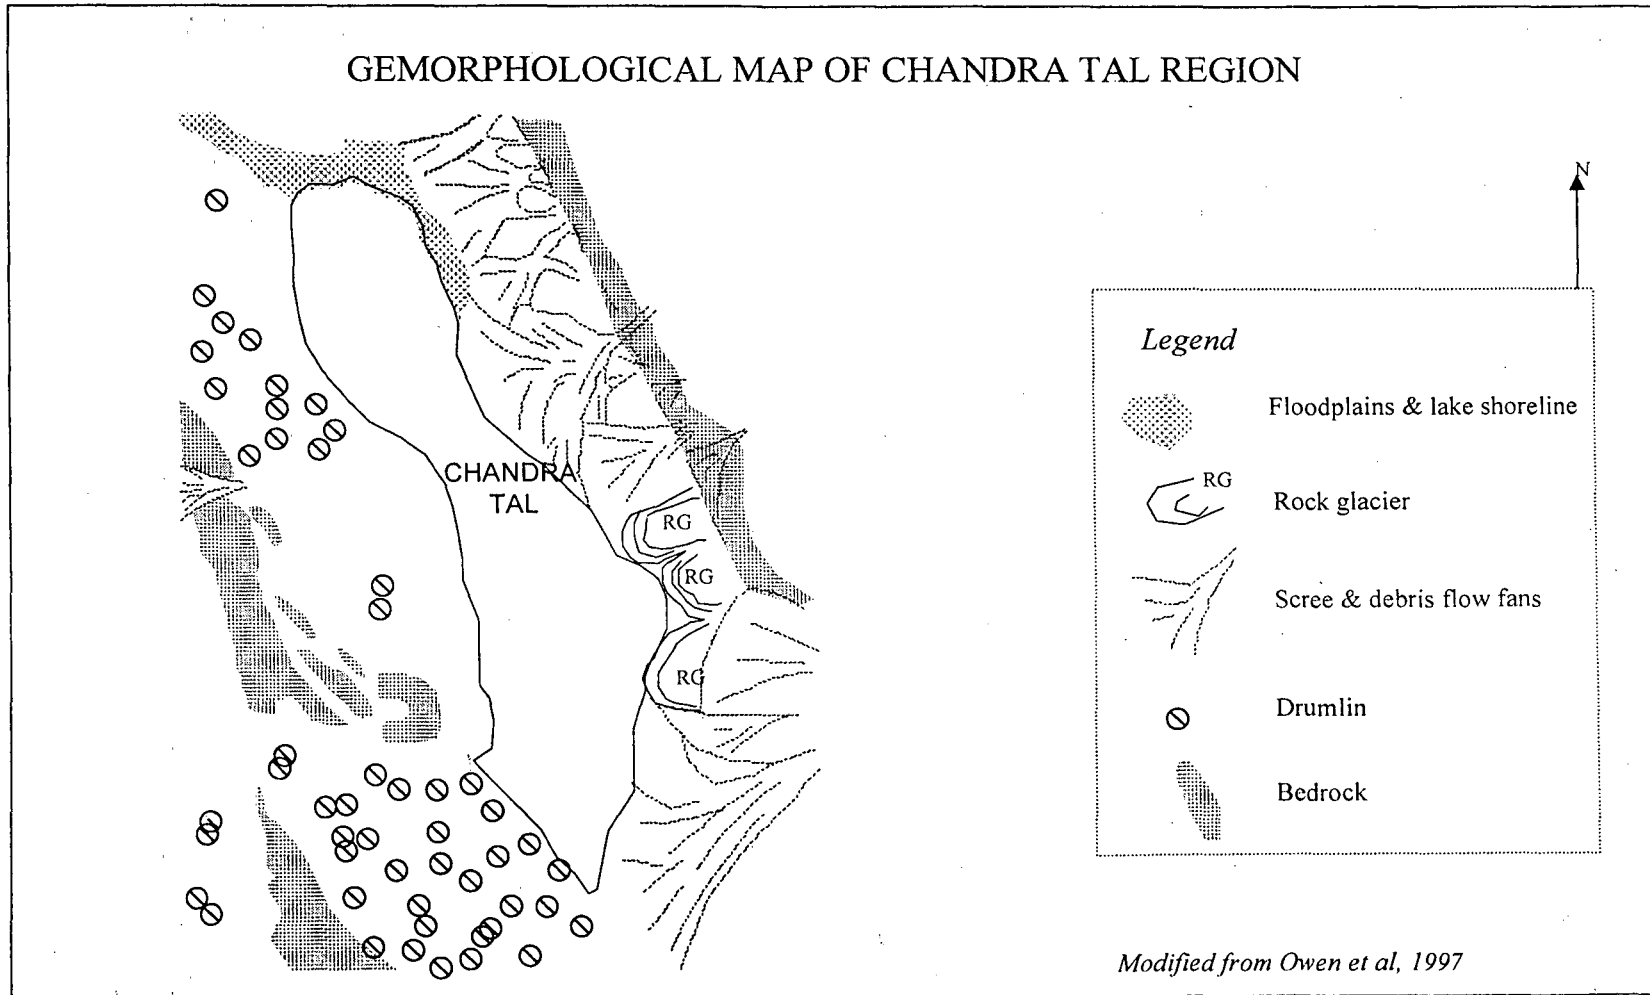 GEMORPHOLOGICAL MAP OF CHANDRA TAL REGION
N
Legend
Floodplains & lake shoreline
RG
Rock glacier
Scree & debris flow fans
Drumlin
Bedrock
CHANDRA
TAL
RG
RG
RG
Modified from Owen et al, 1997